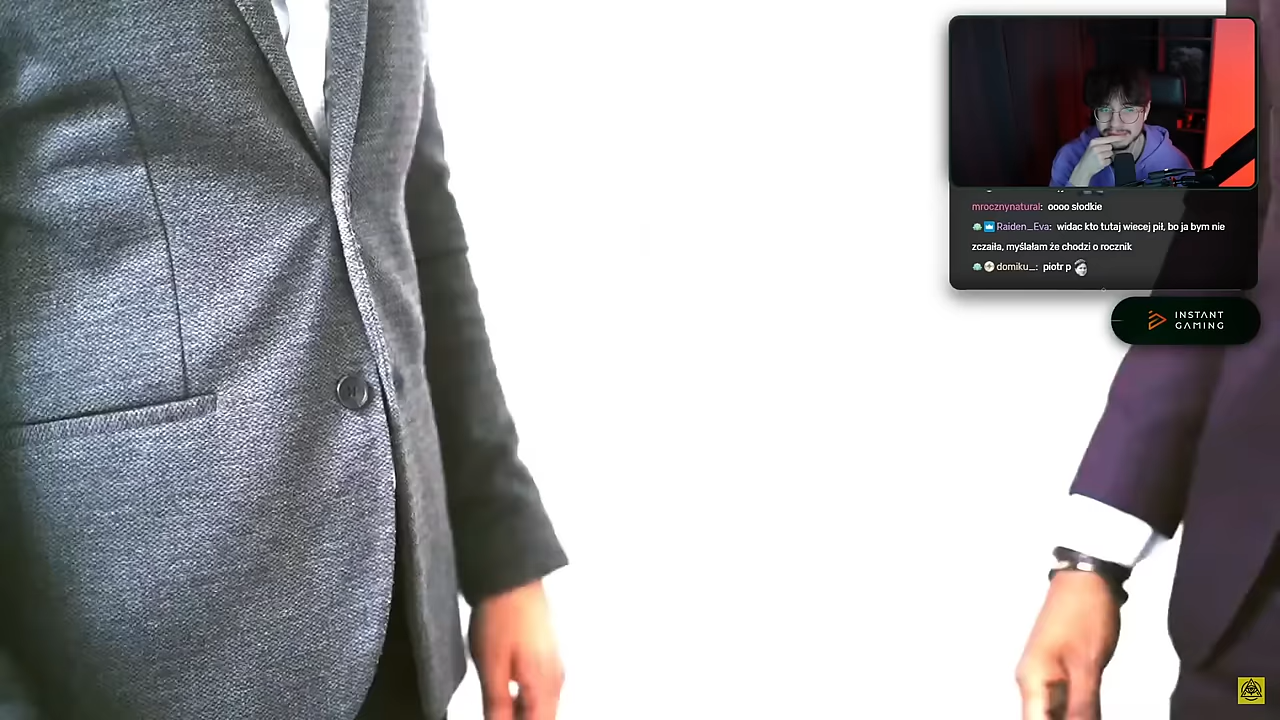 mrocznynatural: oooo słodkie
Raiden_Eva: widac kto tutaj wiecej pił, bo ja bym nie
zczaiła, myślałam że chodzi o rocznik
domiku_: piotr p
INSTANT
GAMING